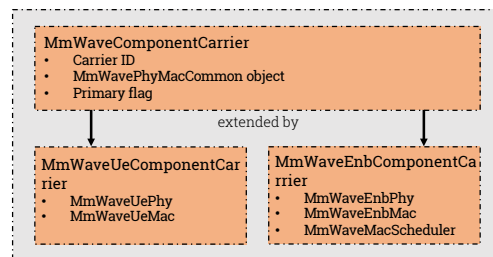 MmWaveComponentCarrier
• Carrier ID
• MmWavePhyMacCommon object
• Primary flag
extended by
MmWaveUeComponentCar
rier
• MmWaveUePhy
• MmWaveUeMac
MmWaveEnbComponentCa
rrier
• MmWaveEnbPhy
• MmWaveEnbMac
• MmWaveMacScheduler